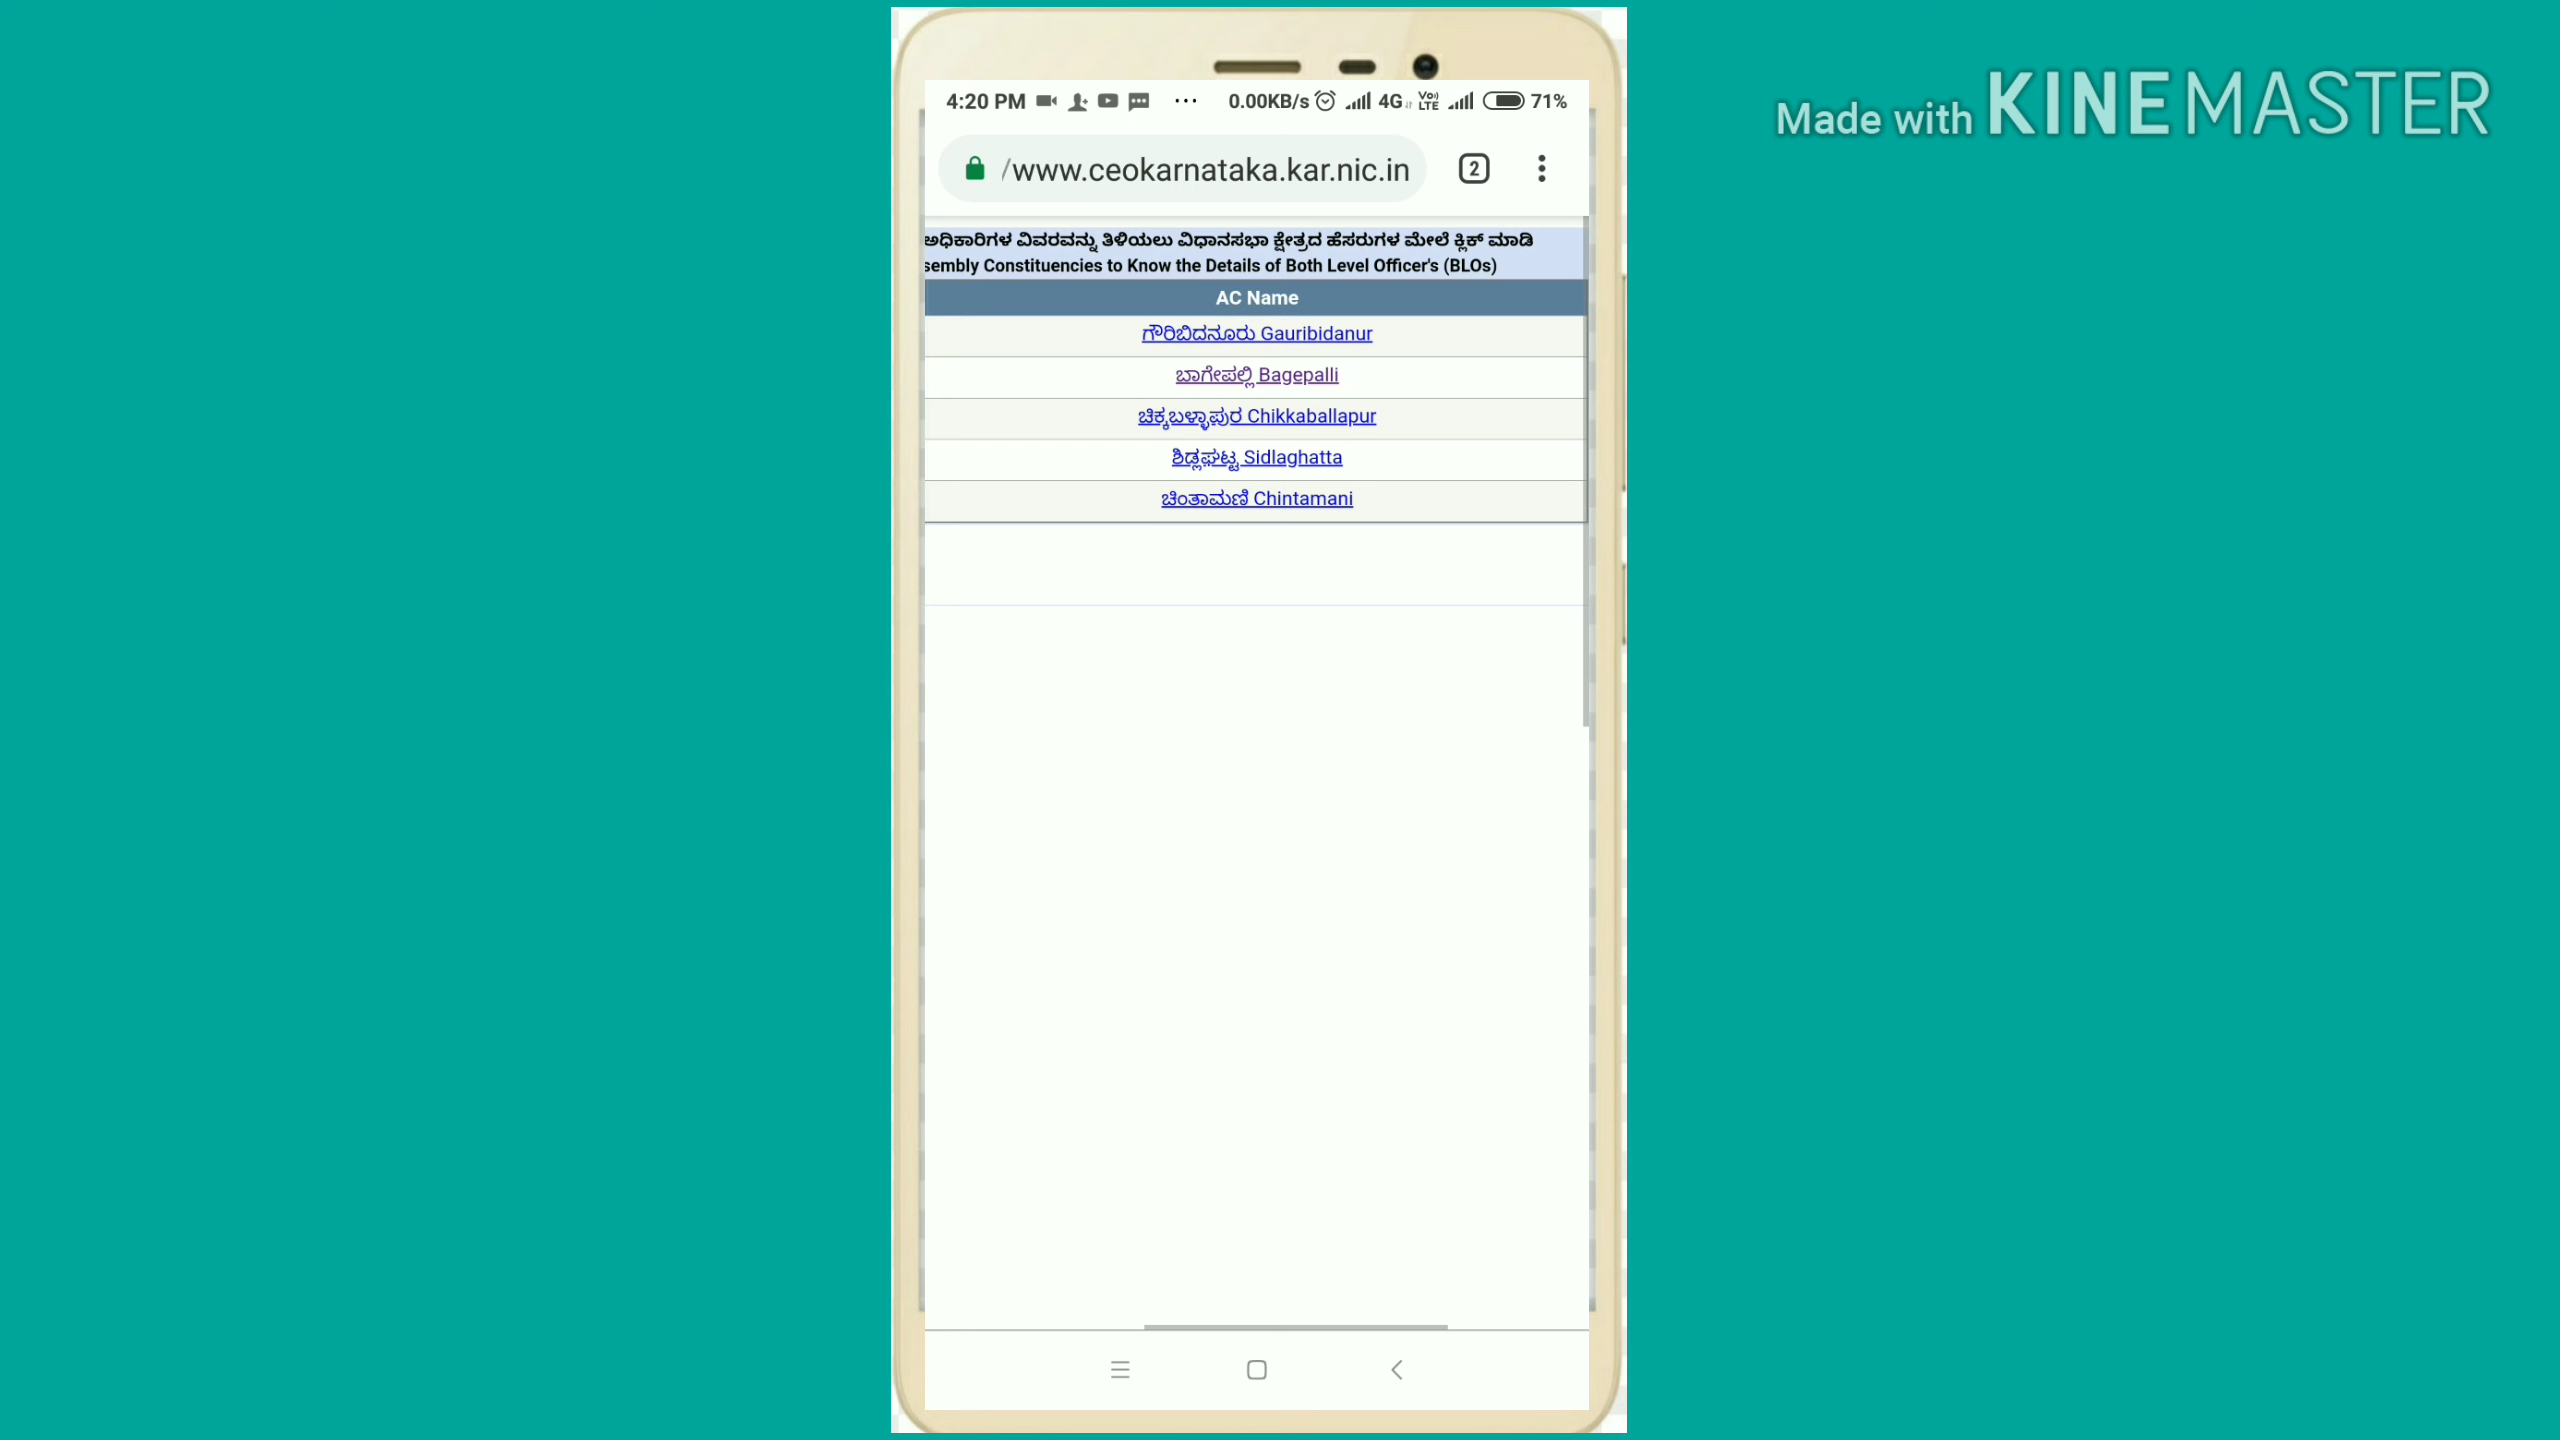 Made with KINEMASTER
4:20 PM ... 0.00KB/s 4G Vo)) LTE 71%
/www.ceokarnataka.kar.nic.in 2
ಅಧಿಕಾರಿಗಳ ವಿವರವನ್ನು ತಿಳಿಯಲು ವಿಧಾನಸಭಾ ಕ್ಷೇತ್ರದ ಹೆಸರುಗಳ ಮೇಲೆ ಕ್ಲಿಕ್ ಮಾಡಿ
sembly Constituencies to Know the Details of Both Level Officer's (BLOs)
AC Name
ಗೌರಿಬಿದನೂರು Gauribidanur
ಬಾಗೇಪಲ್ಲಿ Bagepalli
ಚಿಕ್ಕಬಳ್ಳಾಪುರ Chikkaballapur
ಶಿಡ್ಲಘಟ್ಟ Sidlaghatta
ಚಿಂತಾಮಣಿ Chintamani